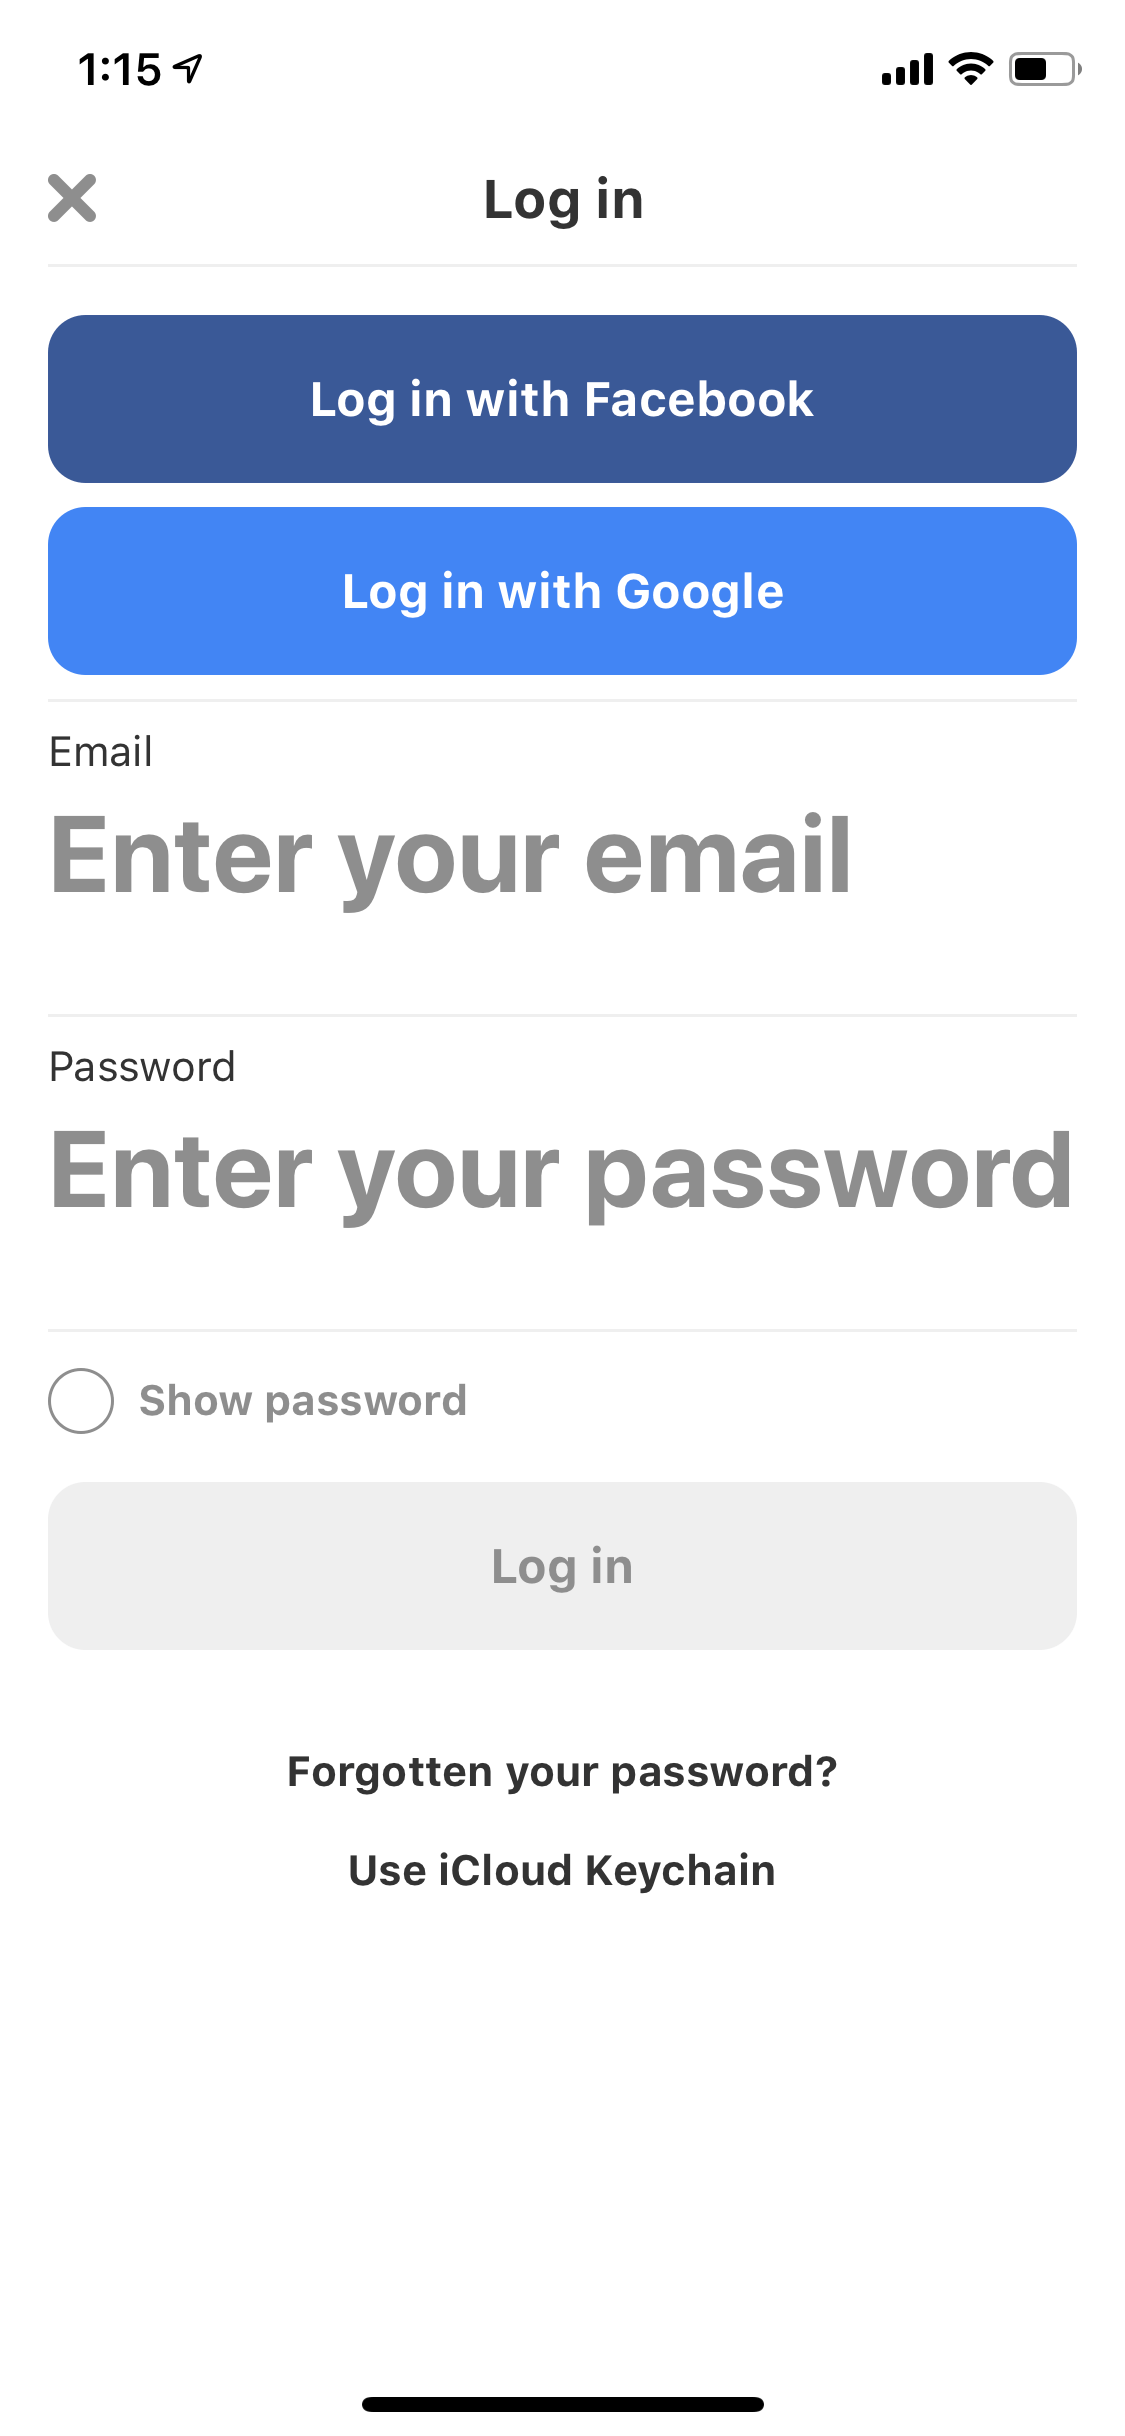 1:15
Log in
Log in with Facebook
Log in with Google
Email
Enter your email
Password
Enter your password
Show password
Log in
Forgotten your password?
Use iCloud Keychain